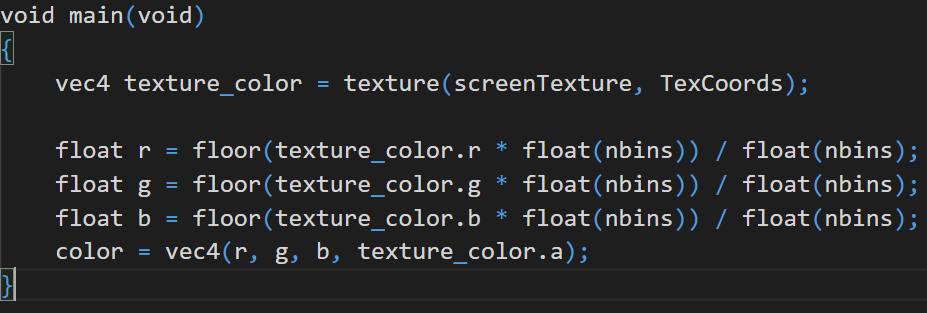 void main(void)
{
    vec4 texture_color = texture(screenTexture, TexCoords);
    float r = floor(texture_color.r * float(nbins)) / float(nbins);
    float g = floor(texture_color.g * float(nbins)) / float(nbins);
    float b = floor(texture_color.b * float(nbins)) / float(nbins);
    color = vec4(r, g, b, texture_color.a);
}